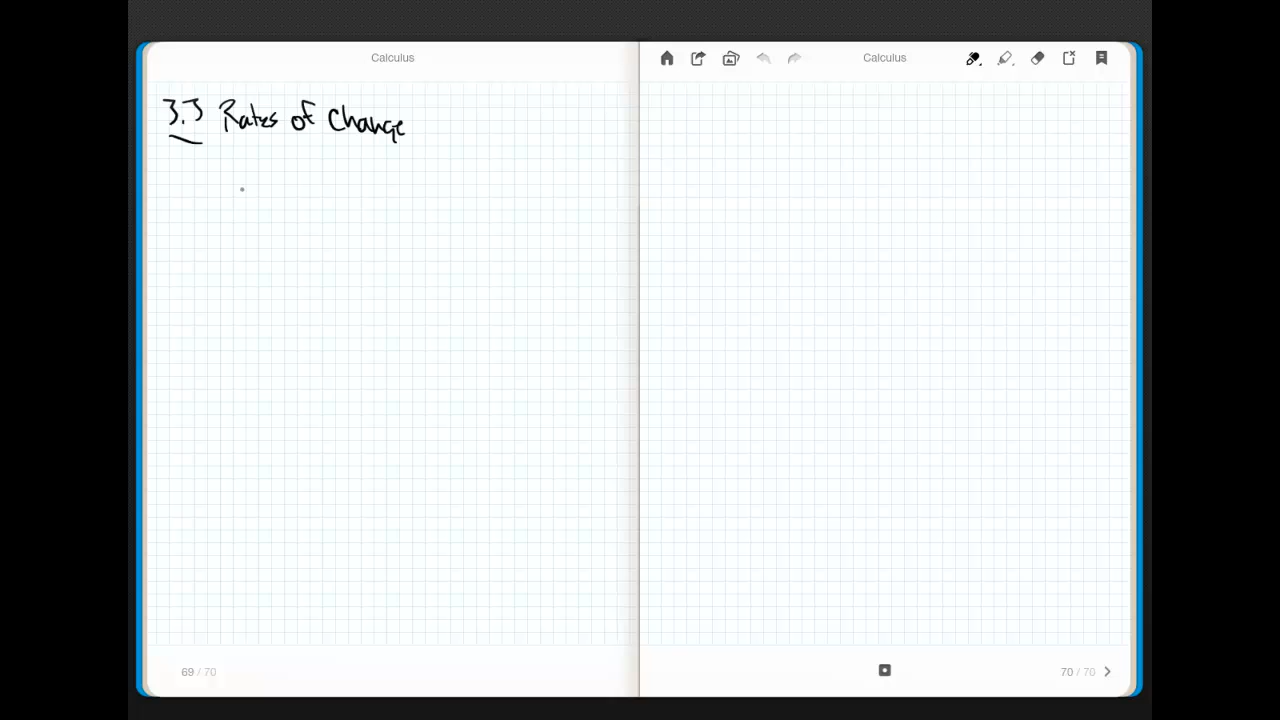 Calculus
Calculus
3.3 Rates of Change
69 / 70
70 / 70